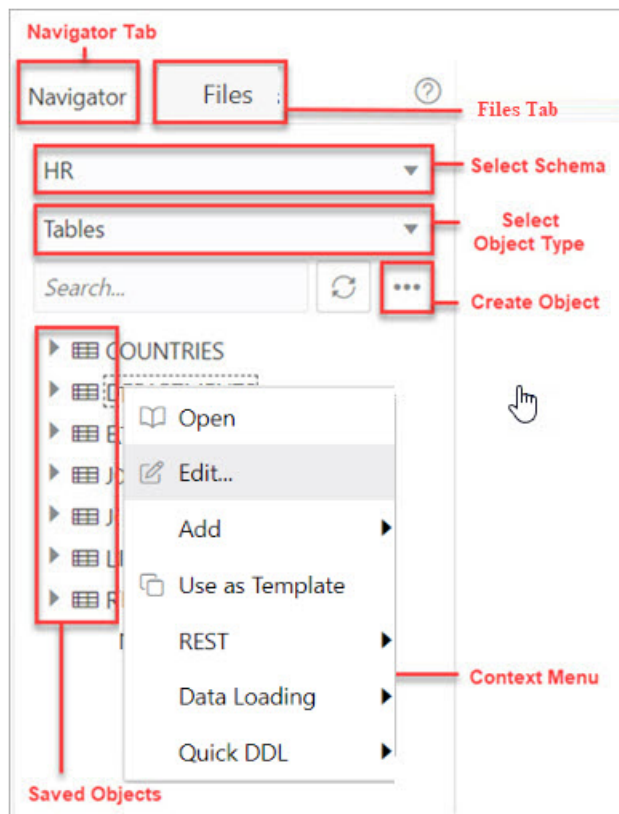 Navigator Tab
Navigator
Files
Files Tab
HR
Select Schema
Tables
Select
Object Type
Search...
Create Object
COUNTRIES
Open
Edit...
Add
Use as Template
REST
Data Loading
Context Menu
Quick DDL
Saved Objects